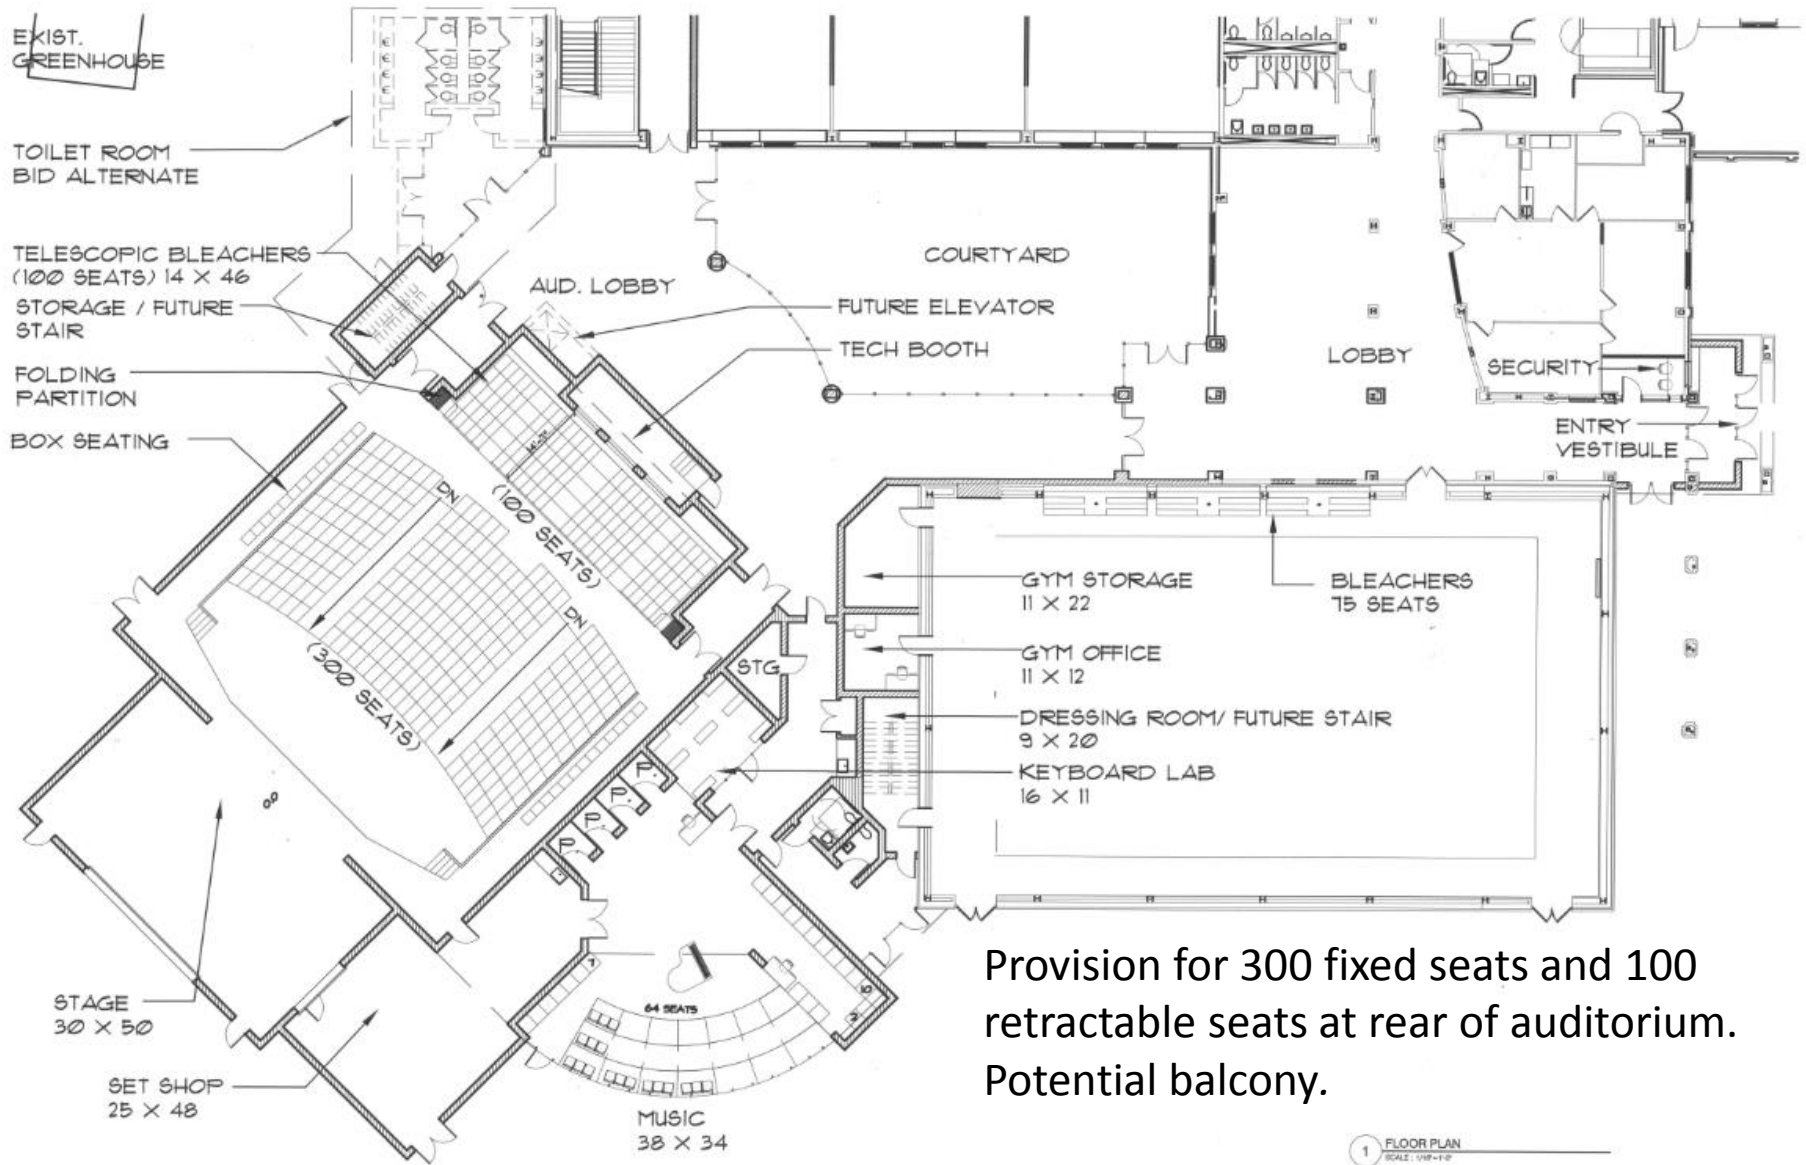 EXIST.
GREENHOUSE
TOILET ROOM
BID ALTERNATE
TELESCOPIC BLEACHERS
(100 SEATS) 14 X 46
STORAGE / FUTURE
STAIR
FOLDING
PARTITION
BOX SEATING
AUD. LOBBY
COURTYARD
FUTURE ELEVATOR
TECH BOOTH
LOBBY
SECURITY
ENTRY
VESTIBULE
14'-7"
DN
(100 SEATS)
DN
(300 SEATS)
STG
GYM STORAGE
11 X 22
BLEACHERS
75 SEATS
GYM OFFICE
11 X 12
DRESSING ROOM/ FUTURE STAIR
9 X 20
KEYBOARD LAB
16 X 11
P.
P.
P.
P.
STAGE
30 X 50
SET SHOP
25 X 48
64 SEATS
MUSIC
38 X 34
Provision for 300 fixed seats and 100
retractable seats at rear of auditorium.
Potential balcony.
1
FLOOR PLAN